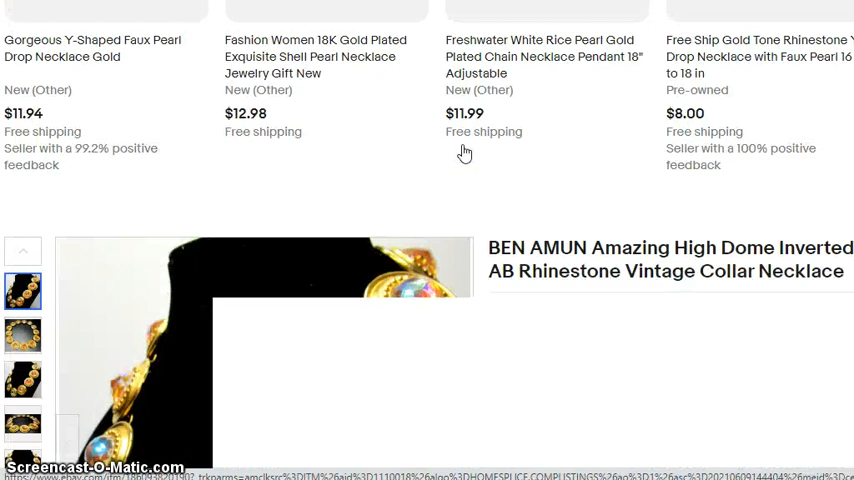 Gorgeous Y-Shaped Faux Pearl
Drop Necklace Gold
New (Other)
$11.94
Free shipping
Seller with a 99.2% positive
feedback
Fashion Women 18K Gold Plated
Exquisite Shell Pearl Necklace
Jewelry Gift New
New (Other)
$12.98
Free shipping
Freshwater White Rice Pearl Gold
Plated Chain Necklace Pendant 18"
Adjustable
New (Other)
$11.99
Free shipping
Free Ship Gold Tone Rhinestone Y
Drop Necklace with Faux Pearl 16
to 18 in
Pre-owned
$8.00
Free shipping
Seller with a 100% positive
feedback
BEN AMUN Amazing High Dome Inverted
AB Rhinestone Vintage Collar Necklace
Screencast-O-Matic.com